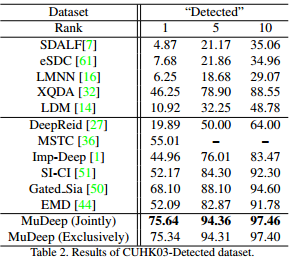 Dataset "Detected"
Rank 1 5 10
SDALF[7] 4.87 21.17 35.06
eSDC [61] 7.68 21.86 34.96
LMNN [16] 6.25 18.68 29.07
XQDA [32] 46.25 78.90 88.55
LDM [14] 10.92 32.25 48.78
DeepReid [27] 19.89 50.00 64.00
MSTC [36] 55.01 – –
Imp-Deep [1] 44.96 76.01 83.47
SI-CI [51] 52.17 84.30 92.30
Gated_Sia [50] 68.10 88.10 94.60
EMD [44] 52.09 82.87 91.78
MuDeep (Jointly) 75.64 94.36 97.46
MuDeep (Exclusively) 75.34 94.31 97.40
Table 2. Results of CUHK03-Detected dataset.